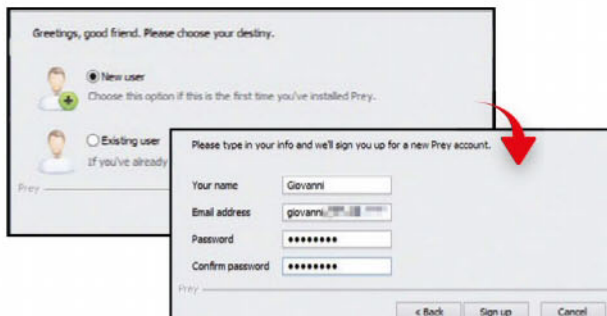 Greetings, good friend. Please choose your destiny.
New user
Choose this option if this is the first time you've installed Prey.
Existing user
If you've already
Prey
Please type in your info and we'll sign you up for a new Prey account.
Your name Giovanni
Email address giovanni
Password
Confirm password
Prey
< Back Sign up Cancel